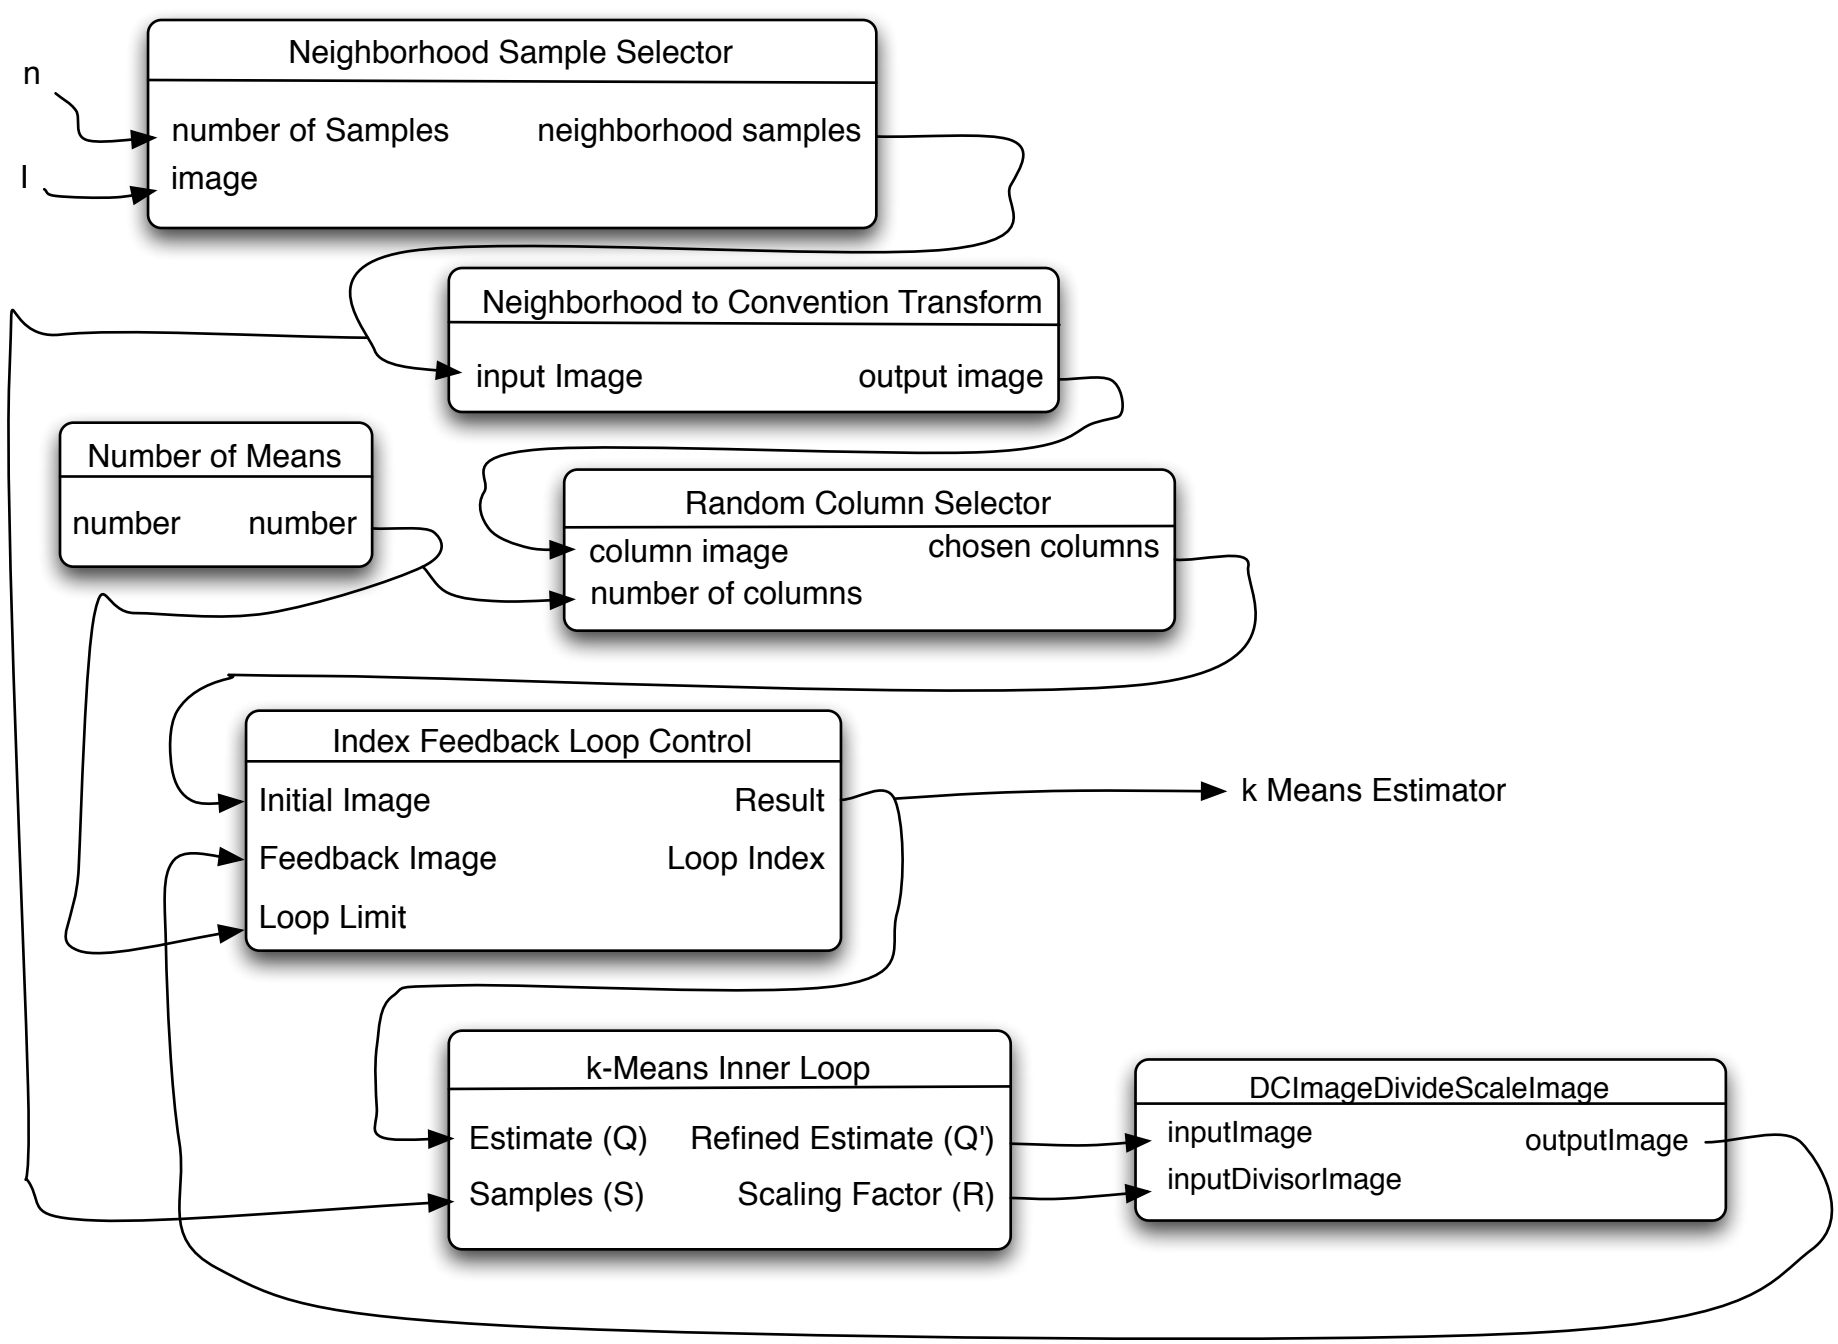 Neighborhood Sample Selector
n
number of Samples neighborhood samples
I
image
Neighborhood to Convention Transform
input Image output image
Number of Means
number number
Random Column Selector
column image chosen columns
number of columns
Index Feedback Loop Control
Initial Image Result
k Means Estimator
Feedback Image Loop Index
Loop Limit
k-Means Inner Loop
Estimate (Q) Refined Estimate (Q')
Samples (S) Scaling Factor (R)
DCImageDivideScaleImage
inputImage outputImage
inputDivisorImage